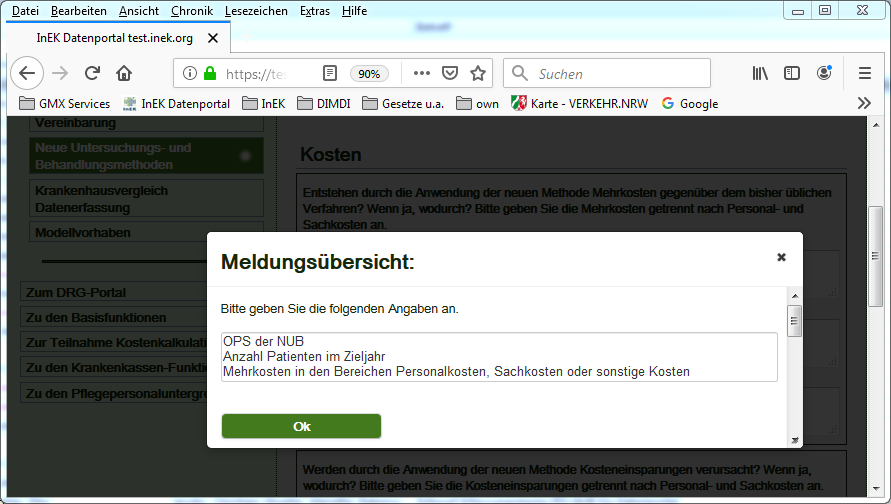 Datei Bearbeiten Ansicht Chronik Lesezeichen Extras Hilfe
InEK Datenportal test.inek.org
https://te
90%
Suchen
GMX Services InEK Datenportal InEK DIMDI Gesetze u.a. own Karte - VERKEHR.NRW Google
Vereinbarung
Neue Untersuchungs- und
Behandlungsmethoden
Krankenhausvergleich
Datenerfassung
Modellvorhaben
Zum DRG-Portal
Zu den Basisfunktionen
Zur Teilnahme Kostenkalkulati
Zu den Krankenkassen-Funkti
Zu den Pflegepersonaluntergre
Kosten
Entstehen durch die Anwendung der neuen Methode Mehrkosten gegenüber dem bisher üblichen
Verfahren? Wenn ja, wodurch? Bitte geben Sie die Mehrkosten getrennt nach Personal- und
Sachkosten an.
Meldungsübersicht:
Bitte geben Sie die folgenden Angaben an.
OPS der NUB
Anzahl Patienten im Zieljahr
Mehrkosten in den Bereichen Personalkosten, Sachkosten oder sonstige Kosten
Ok
Werden durch die Anwendung der neuen Methode Kosteneinsparungen verursacht? Wenn ja,
wodurch? Bitte geben Sie die Kosteneinsparungen getrennt nach Personal- und Sachkosten an.